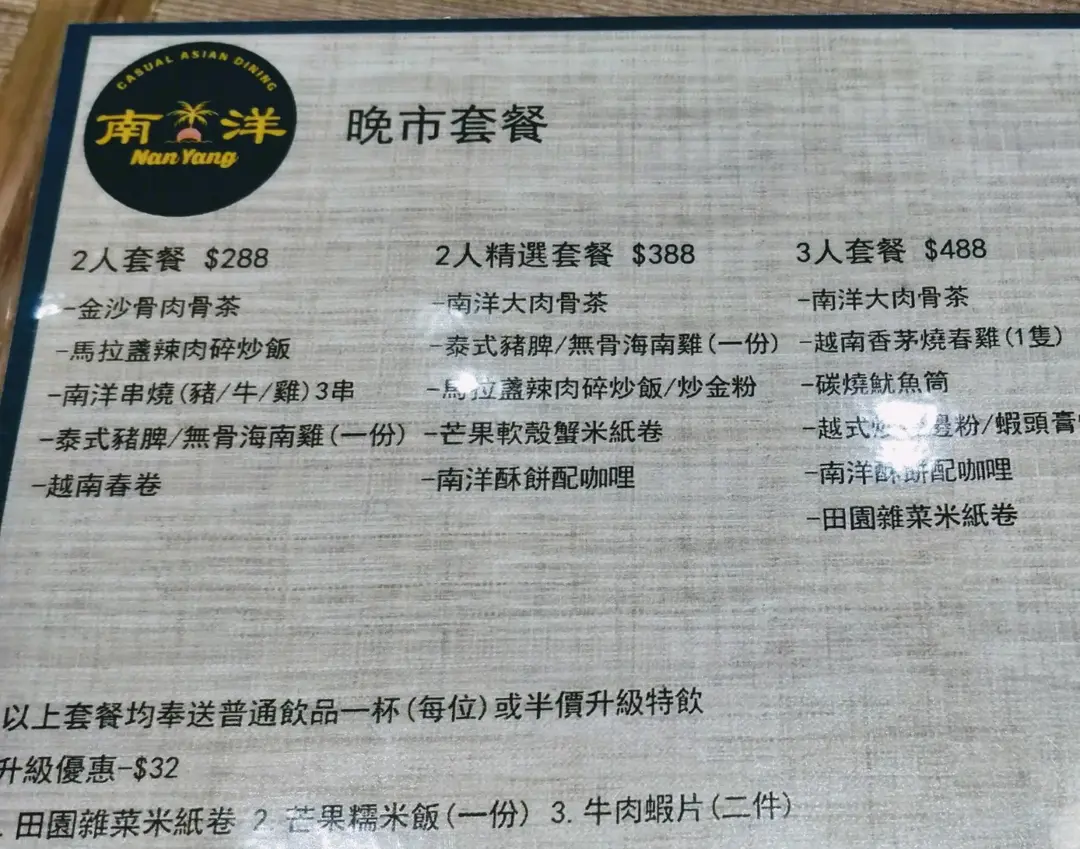 CASUAL ASIAN DINING
南洋
Nan Yang
晚市套餐
2人套餐 $288
-金沙骨肉骨茶
-馬拉盞辣肉碎炒飯
-南洋串燒(豬/牛/雞)3串
-泰式豬脾/無骨海南雞(一份)
-越南春卷
2人精選套餐 $388
-南洋大肉骨茶
-泰式豬脾/無骨海南雞(一份)
-馬拉盞辣肉碎炒飯/炒金粉
-芒果軟殼蟹米紙卷
-南洋酥餅配咖哩
3人套餐 $488
-南洋大肉骨茶
-越南香茅燒春雞(1隻)
-碳燒魷魚筒
-越式 粉/蝦頭膏
-南洋酥餅配咖哩
-田園雜菜米紙卷
以上套餐均奉送普通飲品一杯(每位)或半價升級特飲
升級優惠-$32
. 田園雜菜米紙卷 2. 芒果糯米飯(一份) 3. 牛肉蝦片(二件)